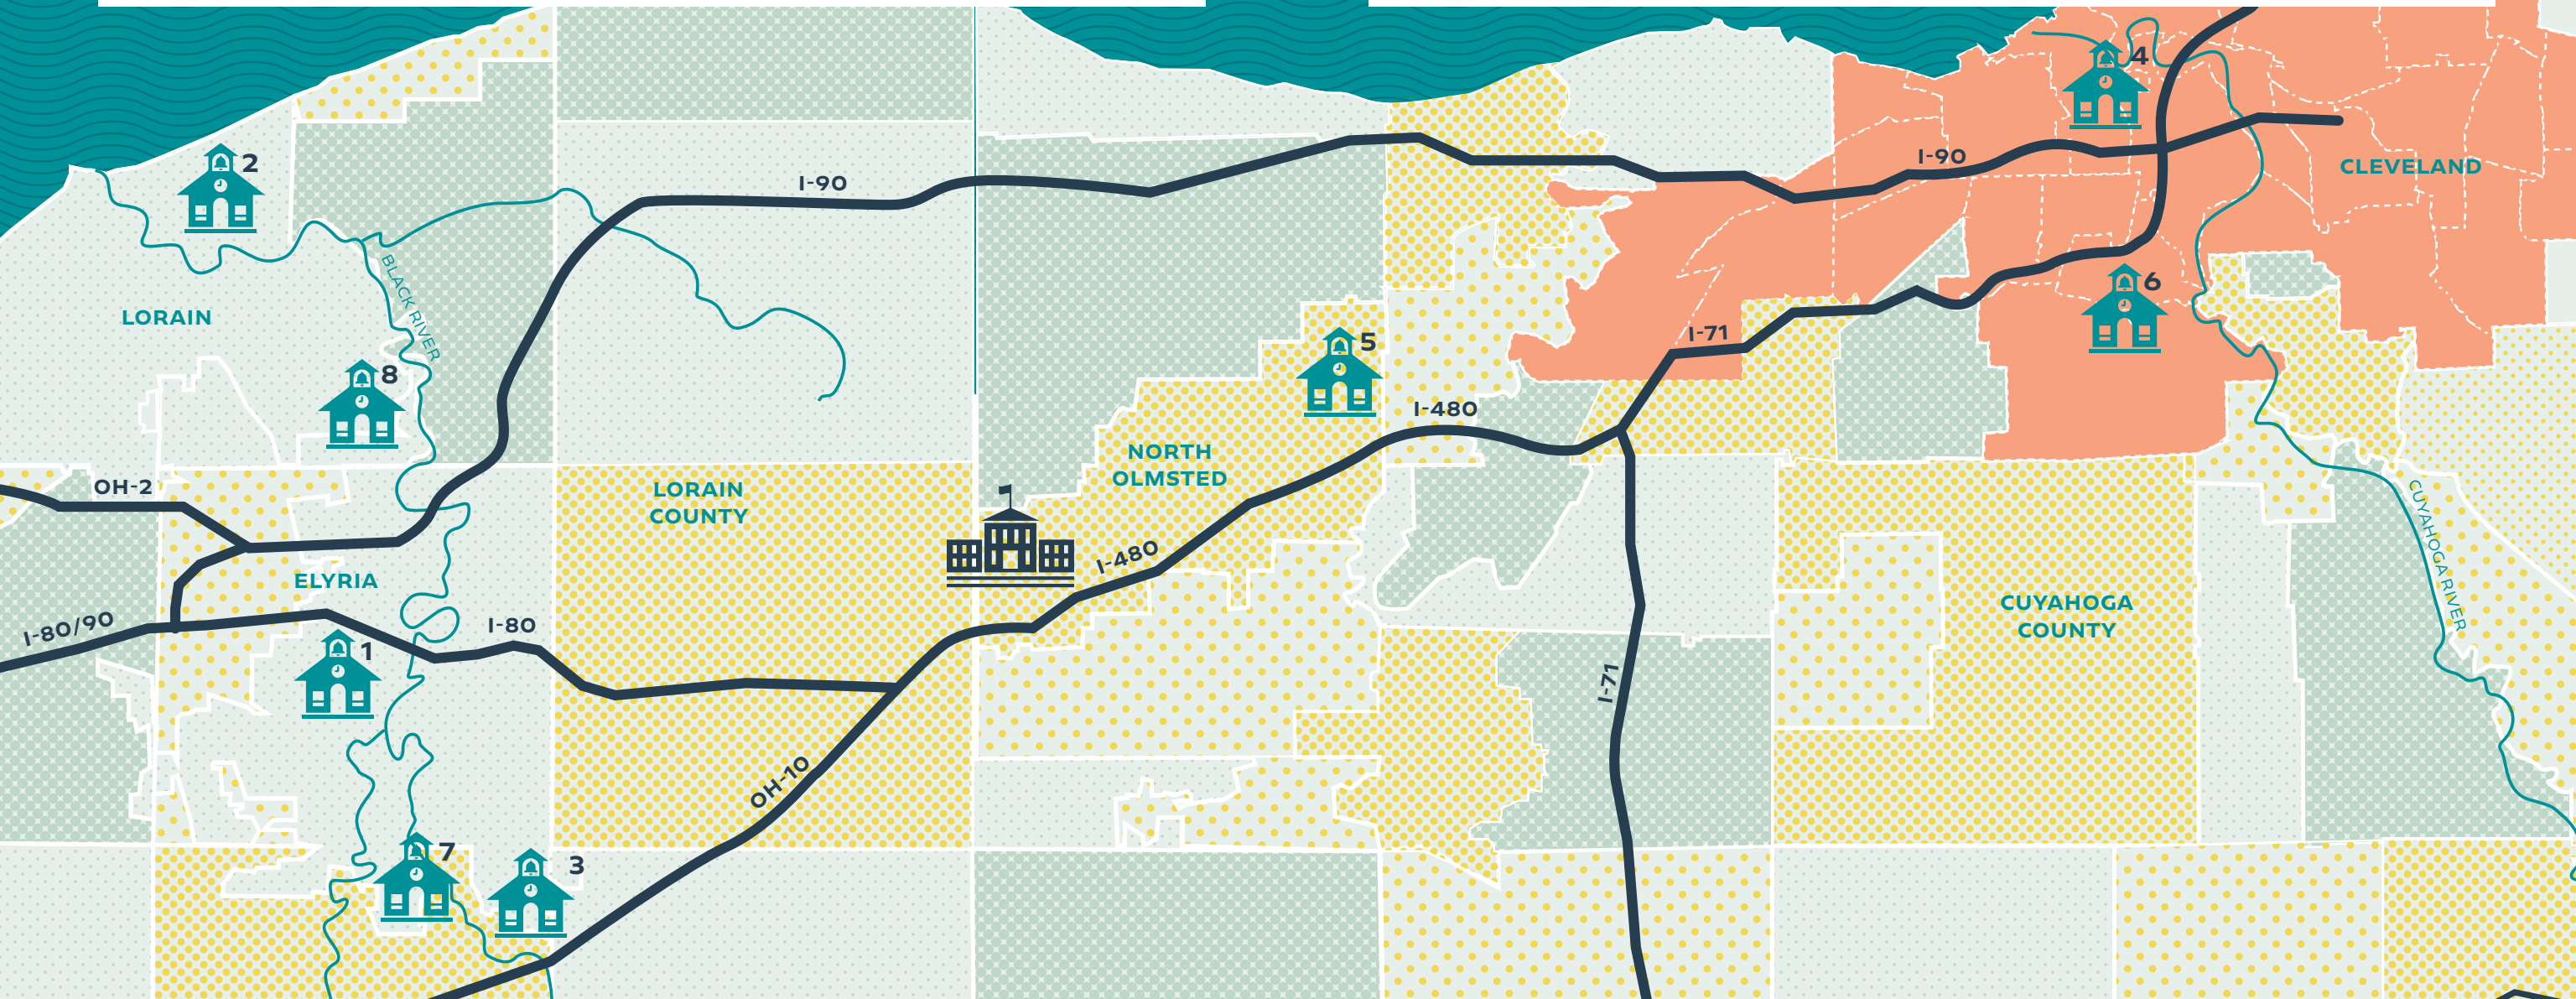 4
I-90
CLEVELAND
2
I-90
BLACK RIVER
6
LORAIN
I-71
5
8
I-480
NORTH
OLMSTED
OH-2
LORAIN
COUNTY
CUYAHOGA RIVER
I-480
ELYRIA
CUYAHOGA
COUNTY
I-80/90
I-80
1
I-71
OH-10
7
3